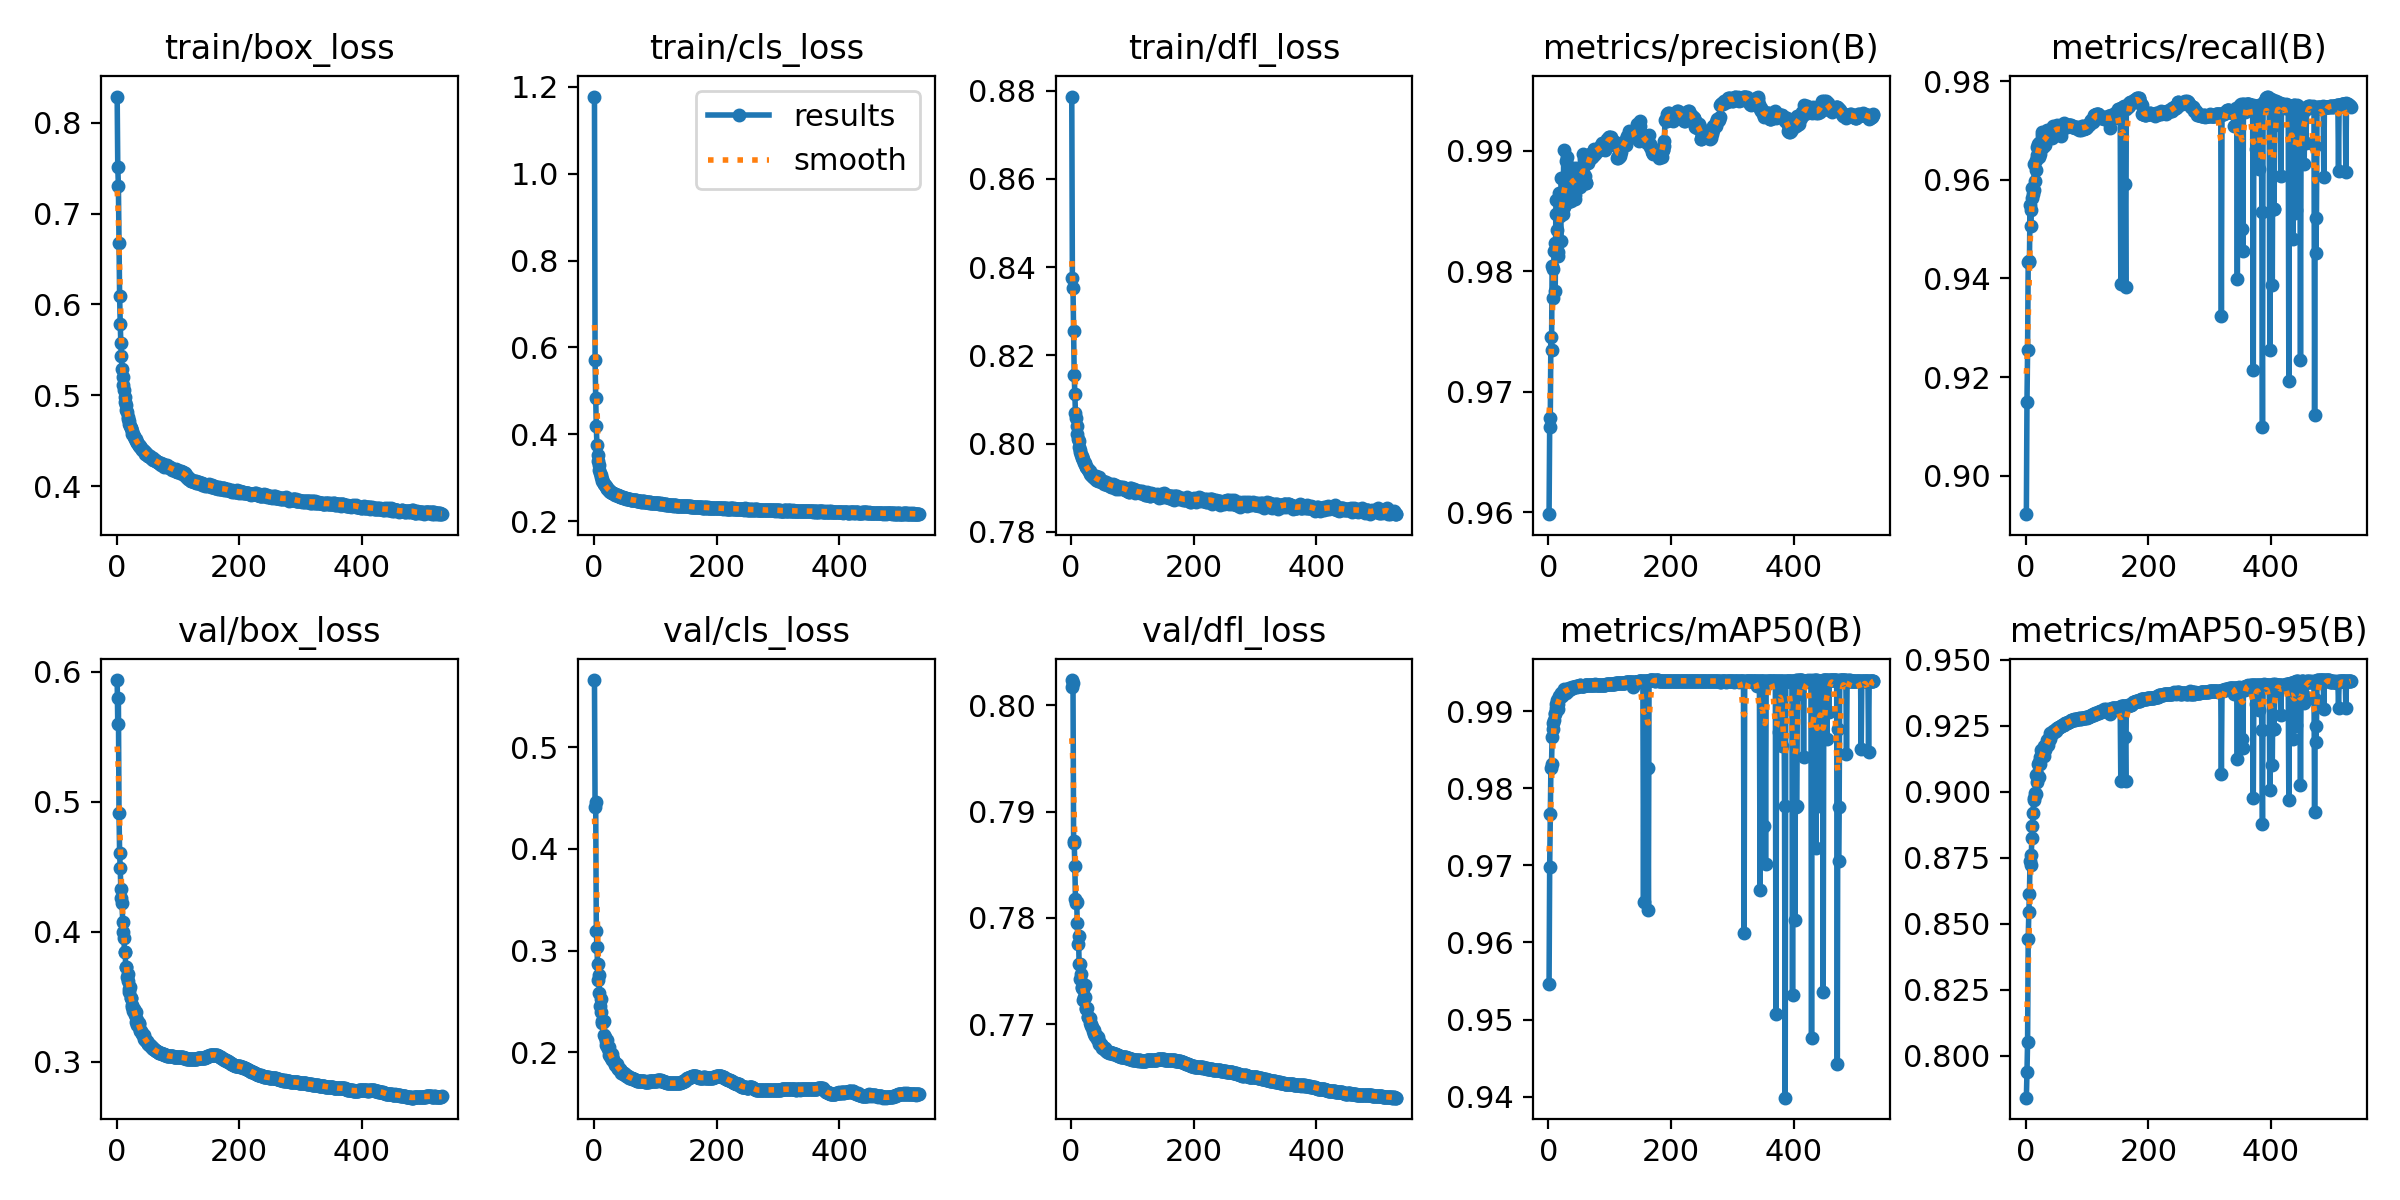 train/box_loss
0.8
0.7
0.6
0.5
0.4
0 200 400
train/cls_loss
results
smooth
1.2
1.0
0.8
0.6
0.4
0.2
0 200 400
train/dfl_loss
0.88
0.86
0.84
0.82
0.80
0.78
0 200 400
metrics/precision(B)
0.99
0.98
0.97
0.96
0 200 400
metrics/recall(B)
0.98
0.96
0.94
0.92
0.90
0 200 400
val/box_loss
0.6
0.5
0.4
0.3
0 200 400
val/cls_loss
0.5
0.4
0.3
0.2
0 200 400
val/dfl_loss
0.80
0.79
0.78
0.77
0 200 400
metrics/mAP50(B)
0.99
0.98
0.97
0.96
0.95
0.94
0 200 400
metrics/mAP50-95(B)
0.950
0.925
0.900
0.875
0.850
0.825
0.800
0 200 400